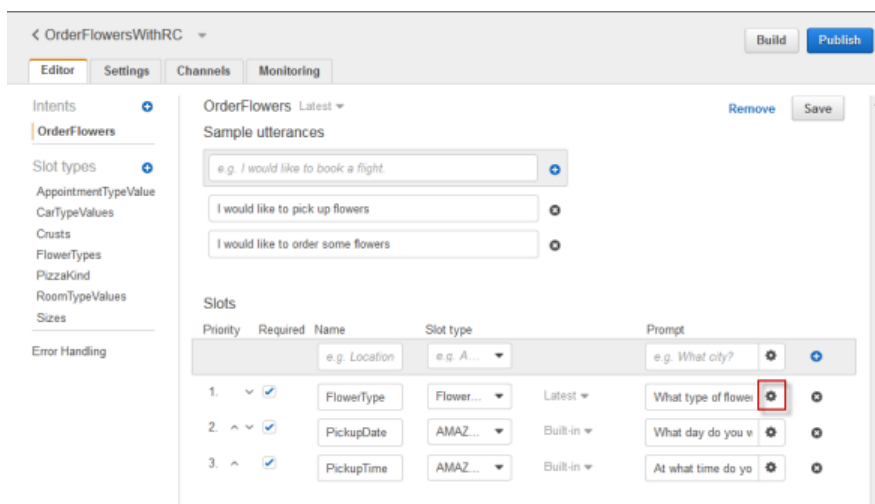 < OrderFlowersWithRC
Build Publish
Editor Settings Channels Monitoring
Intents
OrderFlowers
Slot types
AppointmentTypeValue
CarTypeValues
Crusts
FlowerTypes
PizzaKind
RoomTypeValues
Sizes
Error Handling
OrderFlowers Latest
Remove Save
Sample utterances
e.g. I would like to book a flight.
I would like to pick up flowers
I would like to order some flowers
Slots
Priority Required Name Slot type Prompt
e.g. Location e.g. A... e.g. What city?
1. FlowerType Flower... Latest What type of flower
2. PickupDate AMAZ... Built-in What day do you w
3. PickupTime AMAZ... Built-in At what time do yo